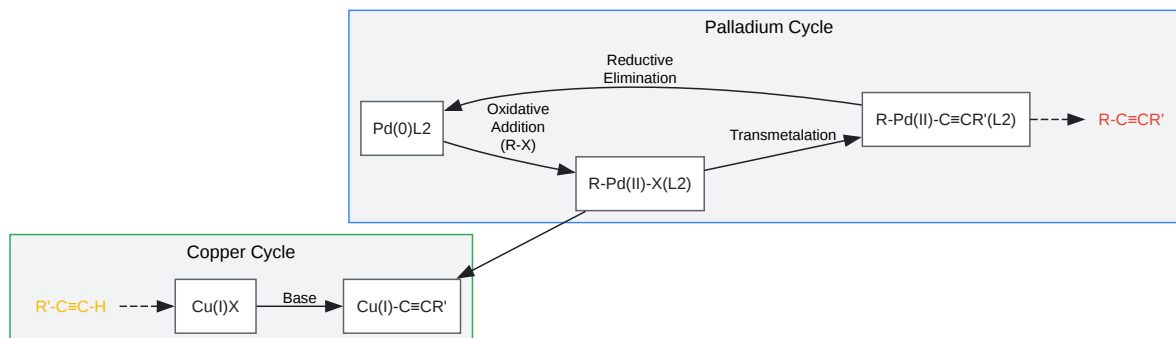 Palladium Cycle
Reductive
Elimination
Pd(0)L2
Oxidative
Addition
(R-X)
R-Pd(II)-X(L2)
Transmetalation
R-Pd(II)-C≡CR'(L2)
R-C≡CR'
Copper Cycle
R'-C≡C-H
Cu(I)X
Base
Cu(I)-C≡CR'